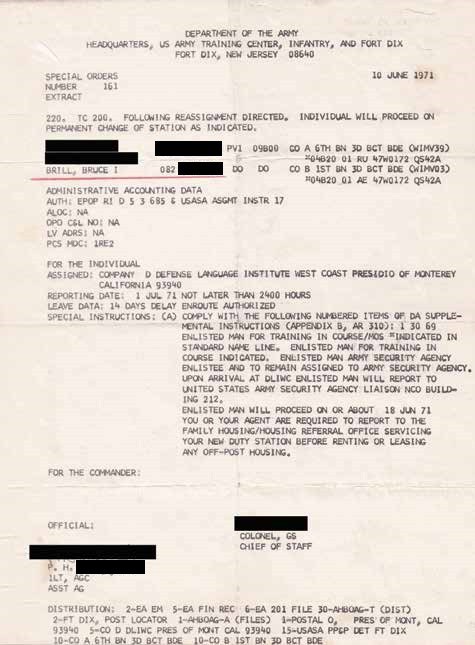 DEPARTMENT OF THE ARMY
HEADQUARTERS, US ARMY TRAINING CENTER, INFANTRY, AND FORT DIX
FORT DIX, NEW JERSEY 08640
SPECIAL ORDERS 10 JUNE 1971
NUMBER 161
EXTRACT
220. TC 200. FOLLOWING REASSIGNMENT DIRECTED. INDIVIDUAL WILL PROCEED ON
PERMANENT CHANGE OF STATION AS INDICATED.
PV1 09B00 CO A 6TH BN 3D BCT BDE (WIMV39)
*04B20 01 RU 47W0172 QS42A
BRILL, BRUCE I 082 DO DO CO B 1ST BN 3D BCT BDE (WIMV03)
*04B20 01 AE 47W0172 QS42A
ADMINISTRATIVE ACCOUNTING DATA
AUTH: EPOP RI D 5 3 685 & USASA ASGMT INSTR 17
ALOC: NA
OPO C&L NO: NA
LV ADRS: NA
PCS MDC: 1RE2
FOR THE INDIVIDUAL
ASSIGNED: COMPANY D DEFENSE LANGUAGE INSTITUTE WEST COAST PRESIDIO OF MONTEREY
CALIFORNIA 93940
REPORTING DATE: 1 JUL 71 NOT LATER THAN 2400 HOURS
LEAVE DATA: 14 DAYS DELAY ENROUTE AUTHORIZED
SPECIAL INSTRUCTIONS: (A) COMPLY WITH THE FOLLOWING NUMBERED ITEMS OF DA SUPPLE-
MENTAL INSTRUCTIONS (APPENDIX B, AR 310): 1 30 69
ENLISTED MAN FOR TRAINING IN COURSE/MOS *INDICATED IN
STANDARD NAME LINE. ENLISTED MAN FOR TRAINING IN
COURSE INDICATED. ENLISTED MAN ARMY SECURITY AGENCY
ENLISTEE AND TO REMAIN ASSIGNED TO ARMY SECURITY AGENCY.
UPON ARRIVAL AT DLIWC ENLISTED MAN WILL REPORT TO
UNITED STATES ARMY SECURITY AGENCY LIAISON NCO BUILD-
ING 212.
ENLISTED MAN WILL PROCEED ON OR ABOUT 18 JUN 71
YOU OR YOUR AGENT ARE REQUIRED TO REPORT TO THE
FAMILY HOUSING/HOUSING REFERRAL OFFICE SERVICING
YOUR NEW DUTY STATION BEFORE RENTING OR LEASING
ANY OFF-POST HOUSING.
FOR THE COMMANDER:
OFFICIAL:
COLONEL, GS
CHIEF OF STAFF
P. H.
1LT, AGC
ASST AG
DISTRIBUTION: 2-EA EM 5-EA FIN REC 6-EA 201 FILE 30-AHBOAG-T (DIST)
2-FT DIX, POST LOCATOR 1-AHBOAG-A (FILES) 1-POSTAL O, PRES OF MONT, CAL
93940 5-CO D DLIWC PRES OF MONT CAL 93940 15-USASA PP&P DET FT DIX
10-CO A 6TH BN 3D BCT BDE 10-CO B 1ST BN 3D BCT BDE